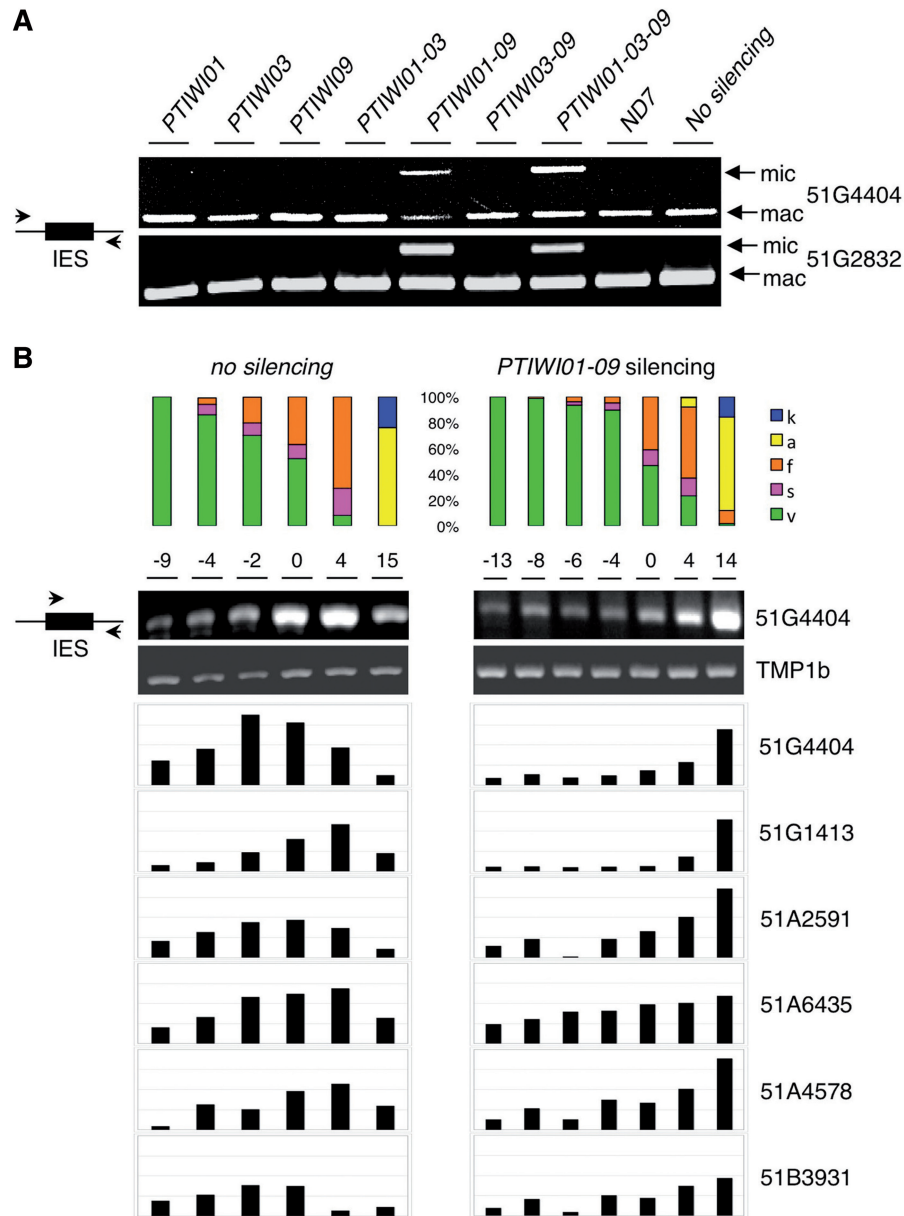 A
PTIWI01
PTIWI03
PTIWI09
PTIWI01-03
PTIWI01-09
PTIWI03-09
PTIWI01-03-09
ND7
No silencing
mic
51G4404
mac
IES
mic
51G2832
mac
B
no silencing
PTIWI01-09 silencing
100%
80%
60%
40%
20%
0%
k
a
f
s
v
-9 -4 -2 0 4 15
-13 -8 -6 -4 0 4 14
IES
51G4404
TMP1b
51G4404
51G1413
51A2591
51A6435
51A4578
51B3931